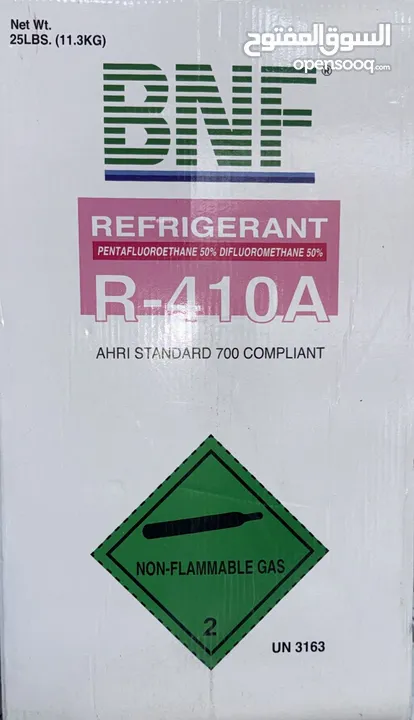 Net Wt.
25LBS. (11.3KG)
السوق المفتوح
opensooq.com
BNF®
REFRIGERANT
PENTAFLUOROETHANE 50% DIFLUOROMETHANE 50%
R-410A
AHRI STANDARD 700 COMPLIANT
NON-FLAMMABLE GAS
2
UN 3163